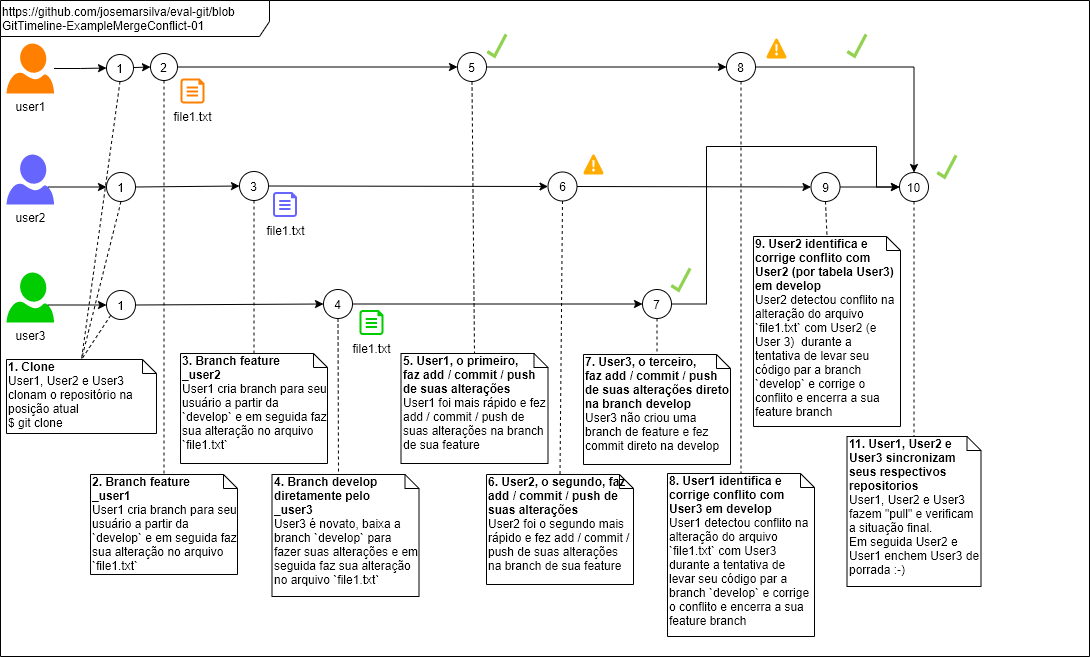 https://github.com/josemarsilva/eval-git/blob
GitTimeline-ExampleMergeConflict-01
1
2
5
8
user1
file1.txt
1
3
6
9
10
user2
file1.txt
1
4
7
user3
file1.txt
1. Clone
User1, User2 e User3
clonam o repositório na
posição atual
$ git clone
2. Branch feature
_user1
User1 cria branch para seu
usuário a partir da
`develop` e em seguida faz
sua alteração no arquivo
`file1.txt`
3. Branch feature
_user2
User1 cria branch para seu
usuário a partir da
`develop` e em seguida faz
sua alteração no arquivo
`file1.txt`
4. Branch develop
diretamente pelo
_user3
User3 é novato, baixa a
branch `develop` para
fazer suas alterações e em
seguida faz sua alteração
no arquivo `file1.txt`
5. User1, o primeiro,
faz add / commit / push
de suas alterações
User1 foi mais rápido e fez
add / commit / push de
suas alterações na branch
de sua feature
6. User2, o segundo, faz
add / commit / push de
suas alterações
User2 foi o segundo mais
rápido e fez add / commit /
push de suas alterações
na branch de sua feature
7. User3, o terceiro,
faz add / commit / push
de suas alterações direto
na branch develop
User3 não criou uma
branch de feature e fez
commit direto na develop
8. User1 identifica e
corrige conflito com
User3 em develop
User1 detectou conflito na
alteração do arquivo
`file1.txt` com User3
durante a tentativa de
levar seu código par a
branch `develop` e corrige
o conflito e encerra a sua
feature branch
9. User2 identifica e
corrige conflito com
User2 (por tabela User3)
em develop
User2 detectou conflito na
alteração do arquivo
`file1.txt` com User2 (e
User 3) durante a
tentativa de levar seu
código par a branch
`develop` e corrige o
conflito e encerra a sua
feature branch
11. User1, User2 e
User3 sincronizam
seus respectivos
repositorios
User1, User2 e User3
fazem "pull" e verificam
a situação final.
Em seguida User2 e
User1 enchem User3 de
porrada :-)